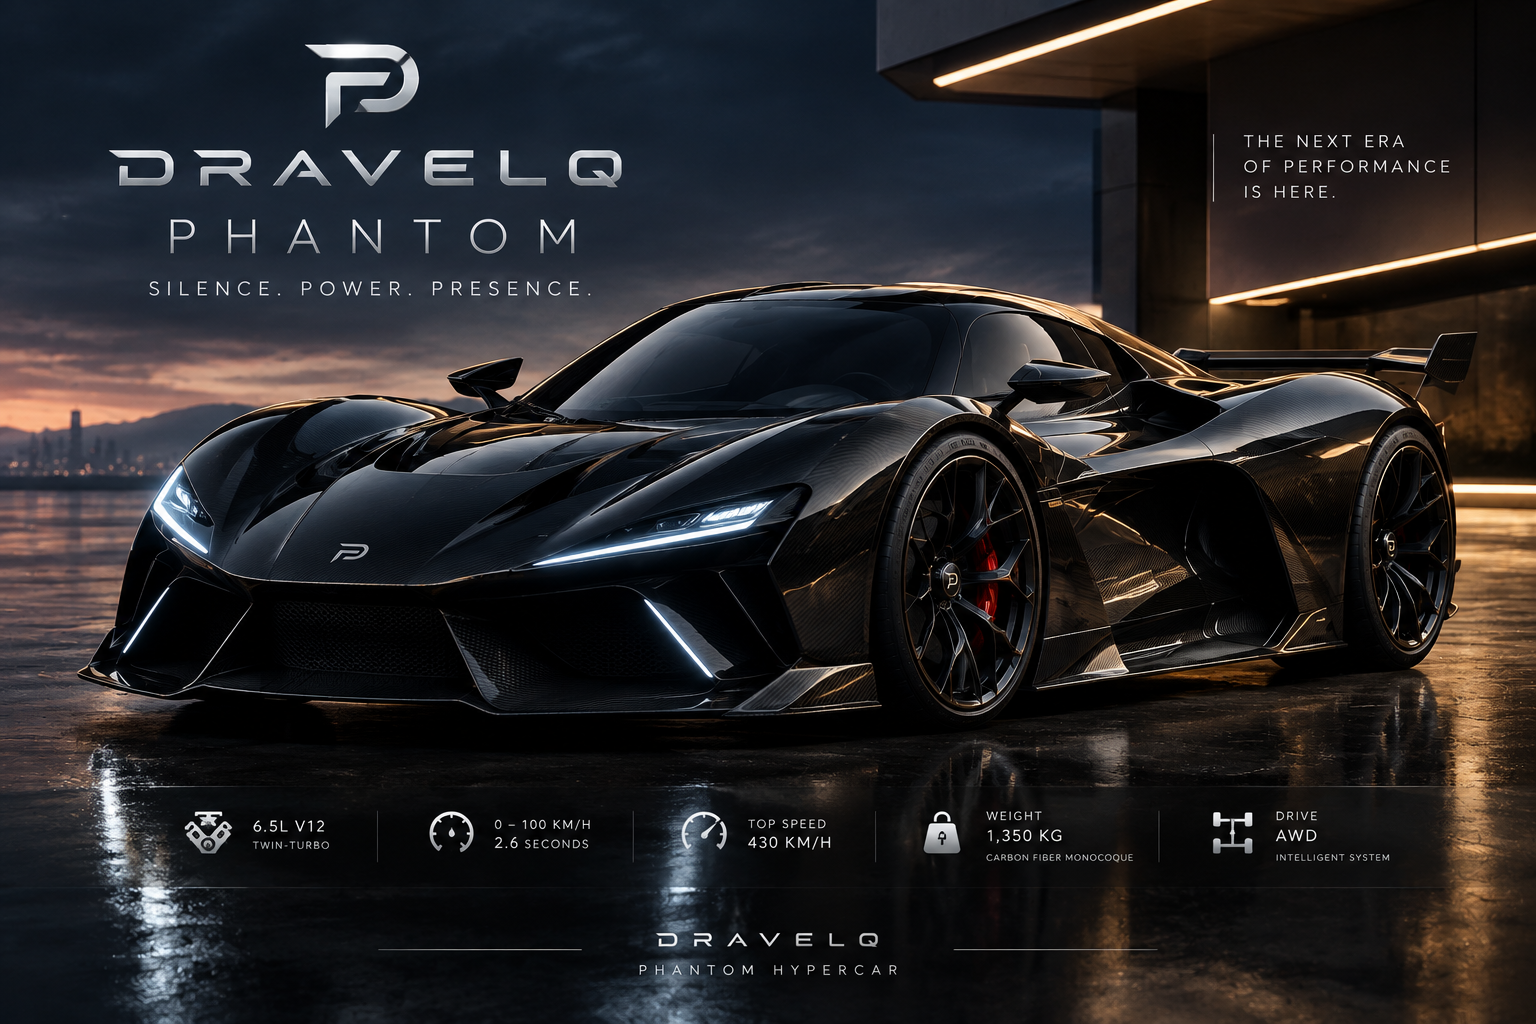 DRAVELQ
PHANTOM
SILENCE. POWER. PRESENCE.
THE NEXT ERA
OF PERFORMANCE
IS HERE.
6.5L V12
TWIN-TURBO
0 – 100 KM/H
2.6 SECONDS
TOP SPEED
430 KM/H
WEIGHT
1,350 KG
CARBON FIBER MONOCOQUE
DRIVE
AWD
INTELLIGENT SYSTEM
DRAVELQ
PHANTOM HYPERCAR